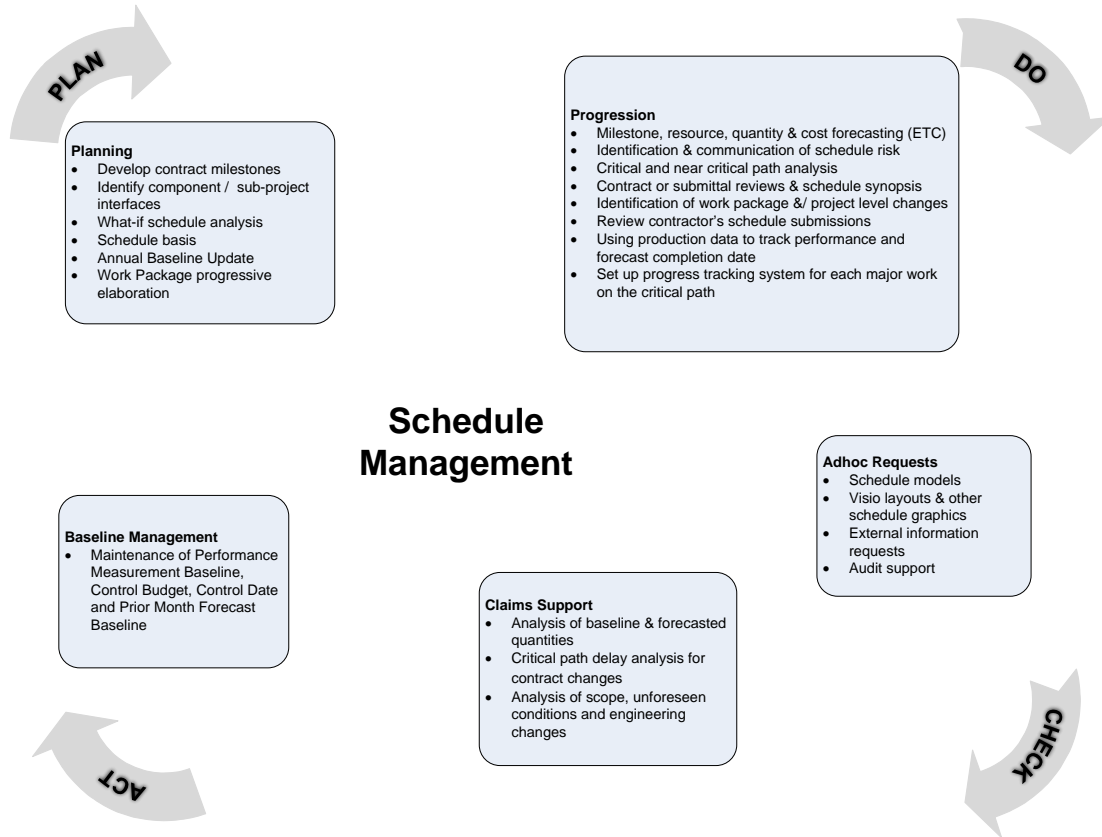 PLAN
DO
Planning
• Develop contract milestones
• Identify component / sub-project
interfaces
• What-if schedule analysis
• Schedule basis
• Annual Baseline Update
• Work Package progressive
elaboration
Progression
• Milestone, resource, quantity & cost forecasting (ETC)
• Identification & communication of schedule risk
• Critical and near critical path analysis
• Contract or submittal reviews & schedule synopsis
• Identification of work package &/ project level changes
• Review contractor's schedule submissions
• Using production data to track performance and
forecast completion date
• Set up progress tracking system for each major work
on the critical path
Schedule
Management
Adhoc Requests
• Schedule models
• Visio layouts & other
schedule graphics
• External information
requests
• Audit support
Baseline Management
• Maintenance of Performance
Measurement Baseline,
Control Budget, Control Date
and Prior Month Forecast
Baseline
Claims Support
• Analysis of baseline & forecasted
quantities
• Critical path delay analysis for
contract changes
• Analysis of scope, unforeseen
conditions and engineering
changes
CHECK
ACT